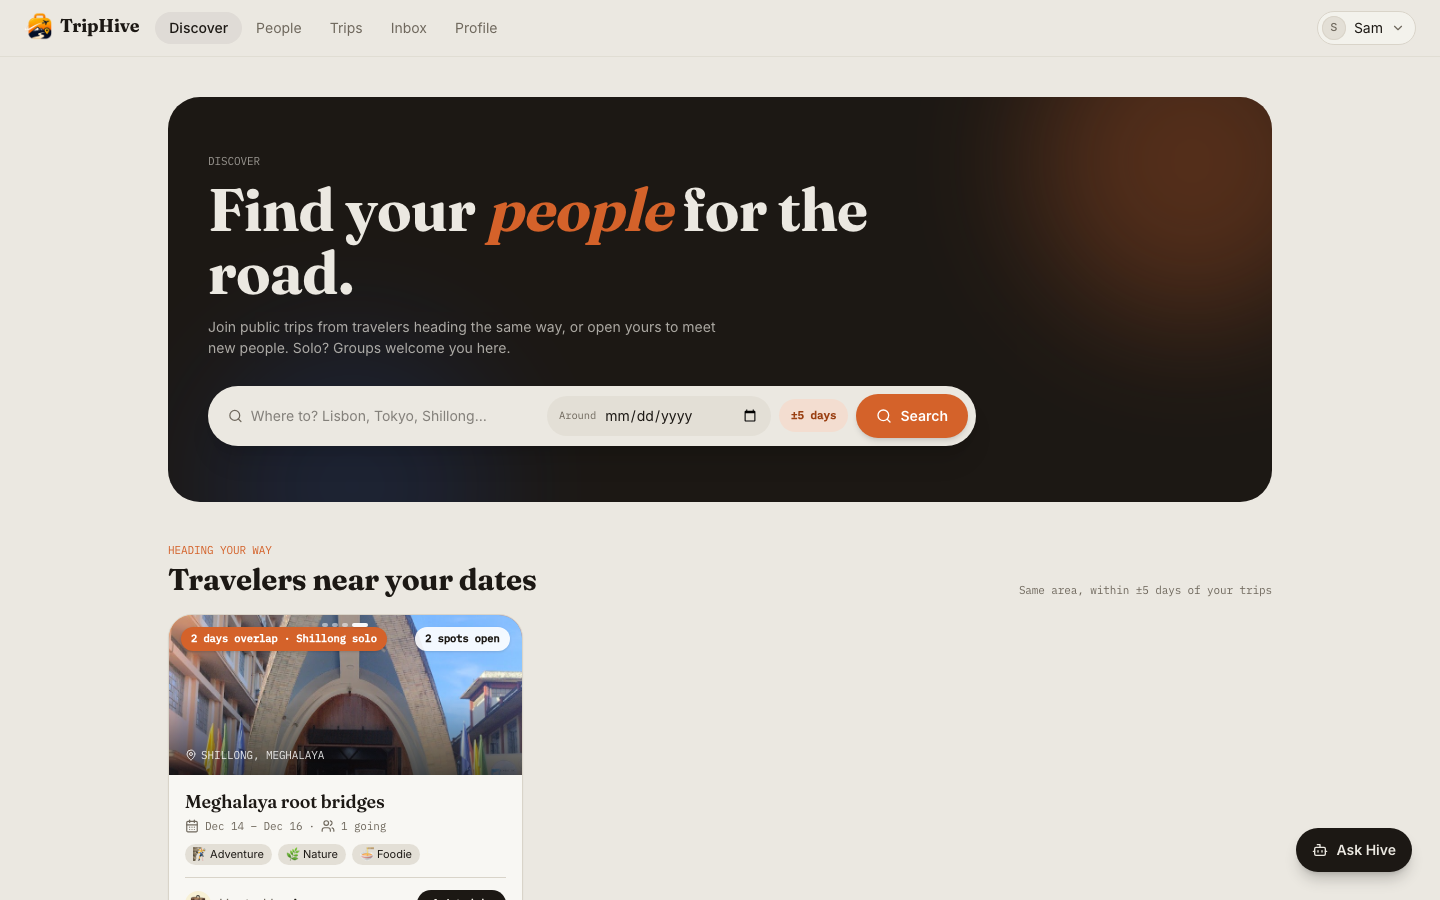 TripHive
Discover
People
Trips
Inbox
Profile
S
Sam
DISCOVER
Find your people for the
road.
Join public trips from travelers heading the same way, or open yours to meet
new people. Solo? Groups welcome you here.
Where to? Lisbon, Tokyo, Shillong...
Around
mm/dd/yyyy
±5 days
Search
HEADING YOUR WAY
Travelers near your dates
Same area, within ±5 days of your trips
2 days overlap · Shillong solo
2 spots open
SHILLONG, MEGHALAYA
Meghalaya root bridges
Dec 14 – Dec 16 · 1 going
Adventure
Nature
Foodie
Ask Hive